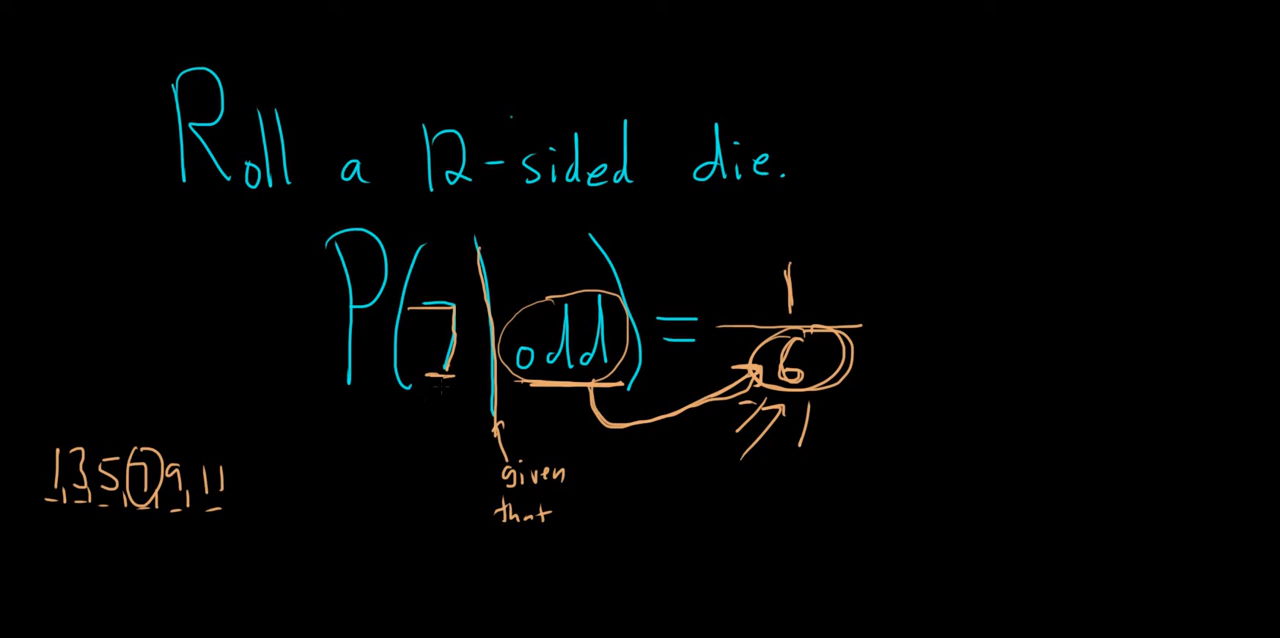 Roll a 12-sided die.
P(7|odd) = 1/6
1,3,5,7,9,11
given
that